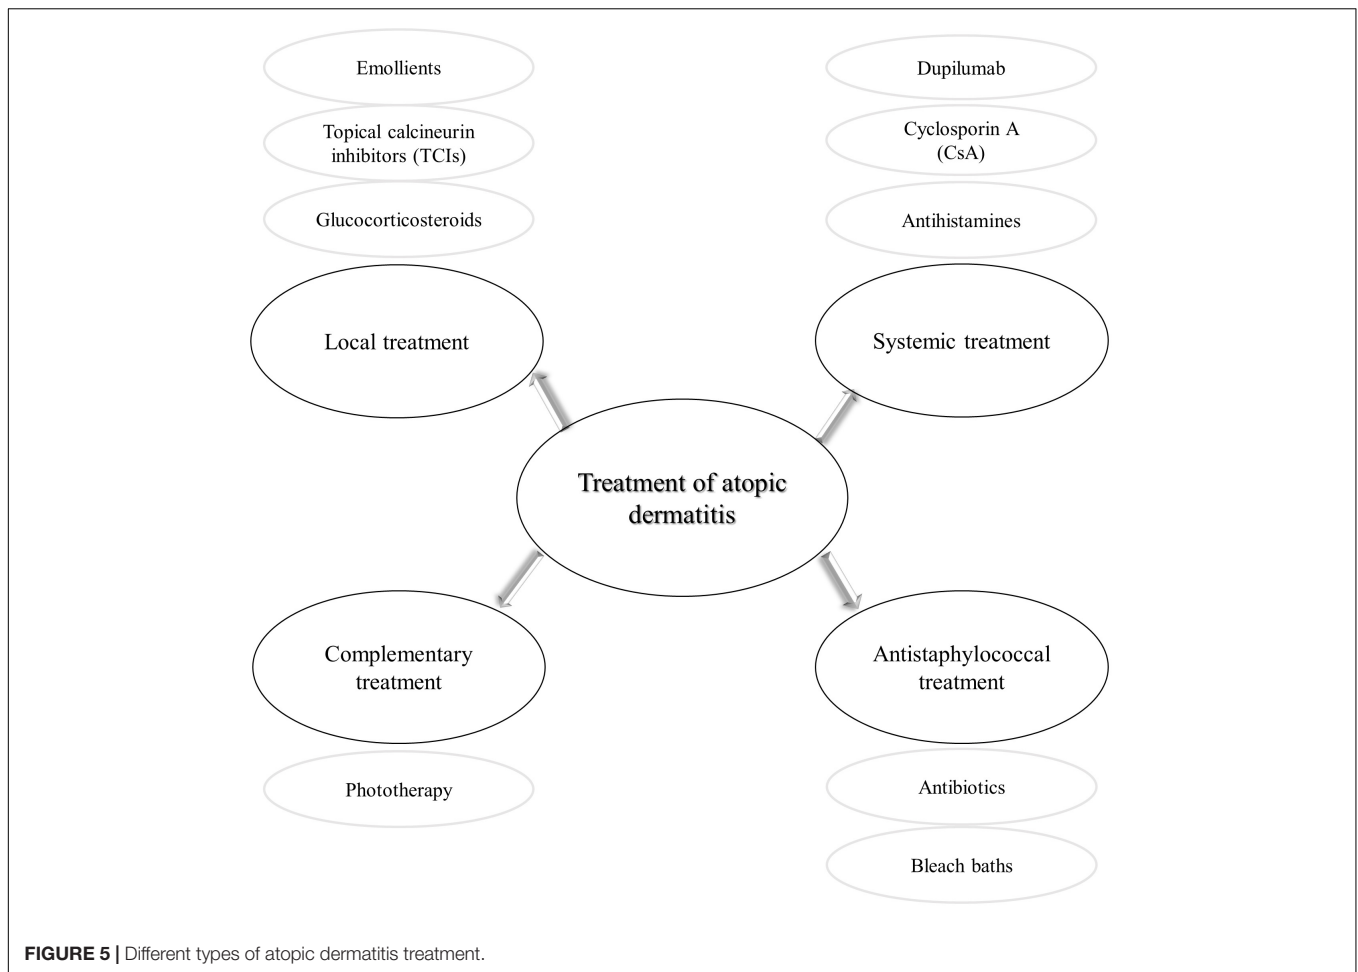 Emollients
Topical calcineurin
inhibitors (TCIs)
Glucocorticosteroids
Local treatment
Dupilumab
Cyclosporin A
(CsA)
Antihistamines
Systemic treatment
Treatment of atopic
dermatitis
Complementary
treatment
Phototherapy
Antistaphylococcal
treatment
Antibiotics
Bleach baths
FIGURE 5 | Different types of atopic dermatitis treatment.